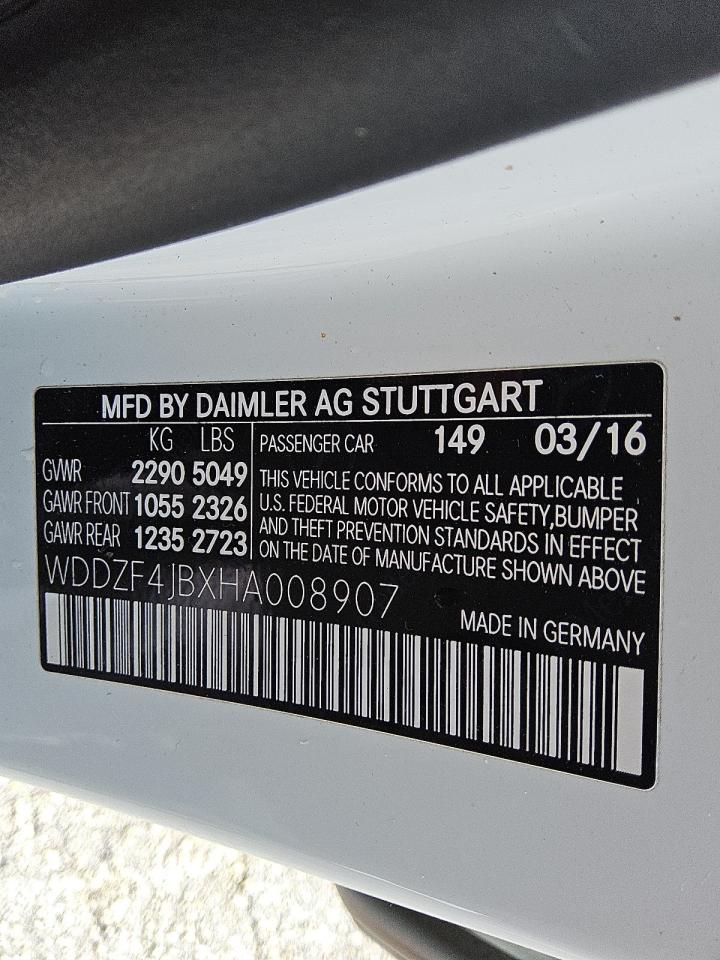 MFD BY DAIMLER AG STUTTGART
KG LBS
GVWR 2290 5049
GAWR FRONT 1055 2326
GAWR REAR 1235 2723
PASSENGER CAR 149 03/16
THIS VEHICLE CONFORMS TO ALL APPLICABLE
U.S. FEDERAL MOTOR VEHICLE SAFETY,BUMPER
AND THEFT PREVENTION STANDARDS IN EFFECT
ON THE DATE OF MANUFACTURE SHOWN ABOVE
WDDZF4JBXHA008907
MADE IN GERMANY